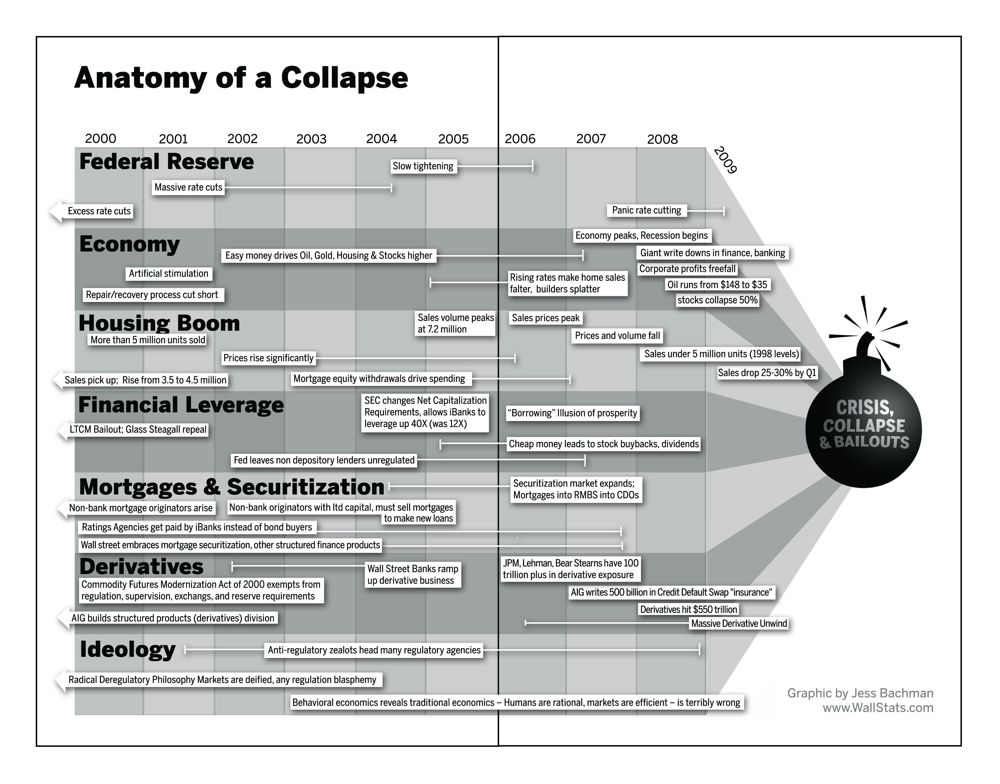 Anatomy of a Collapse
2000 2001 2002 2003 2004 2005 2006 2007 2008 2009
Federal Reserve
Slow tightening
Massive rate cuts
Excess rate cuts
Panic rate cutting
Economy
Economy peaks, Recession begins
Easy money drives Oil, Gold, Housing & Stocks higher
Giant write downs in finance, banking
Corporate profits freefall
Artificial stimulation
Rising rates make home sales
falter, builders splatter
Oil runs from $148 to $35
Repair/recovery process cut short
stocks collapse 50%
Housing Boom
Sales volume peaks
at 7.2 million
Sales prices peak
More than 5 million units sold
Prices and volume fall
Prices rise significantly
Sales under 5 million units (1998 levels)
Sales pick up; Rise from 3.5 to 4.5 million
Mortgage equity withdrawals drive spending
Sales drop 25-30% by Q1
Financial Leverage
SEC changes Net Capitalization
Requirements, allows iBanks to
leverage up 40X (was 12X)
“Borrowing” Illusion of prosperity
LTCM Bailout; Glass Steagall repeal
Cheap money leads to stock buybacks, dividends
Fed leaves non depository lenders unregulated
Mortgages & Securitization
Securitization market expands;
Mortgages into RMBS into CDOs
Non-bank mortgage originators arise
Non-bank originators with ltd capital, must sell mortgages
to make new loans
Ratings Agencies get paid by iBanks instead of bond buyers
Wall street embraces mortgage securitization, other structured finance products
Derivatives
Wall Street Banks ramp
up derivative business
JPM, Lehman, Bear Stearns have 100
trillion plus in derivative exposure
Commodity Futures Modernization Act of 2000 exempts from
regulation, supervision, exchangs, and reserve requirements
AIG writes 500 billion in Credit Default Swap "insurance"
Derivatives hit $550 trillion
AIG builds structured products (derivatives) division
Massive Derivative Unwind
Ideology
Anti-regulatory zealots head many regulatory agencies
Radical Deregulatory Philosophy Markets are deified, any regulation blasphemy
Behavioral economics reveals traditional economics – Humans are rational, markets are efficient – is terribly wrong
CRISIS,
COLLAPSE
& BAILOUTS
Graphic by Jess Bachman
www.WallStats.com